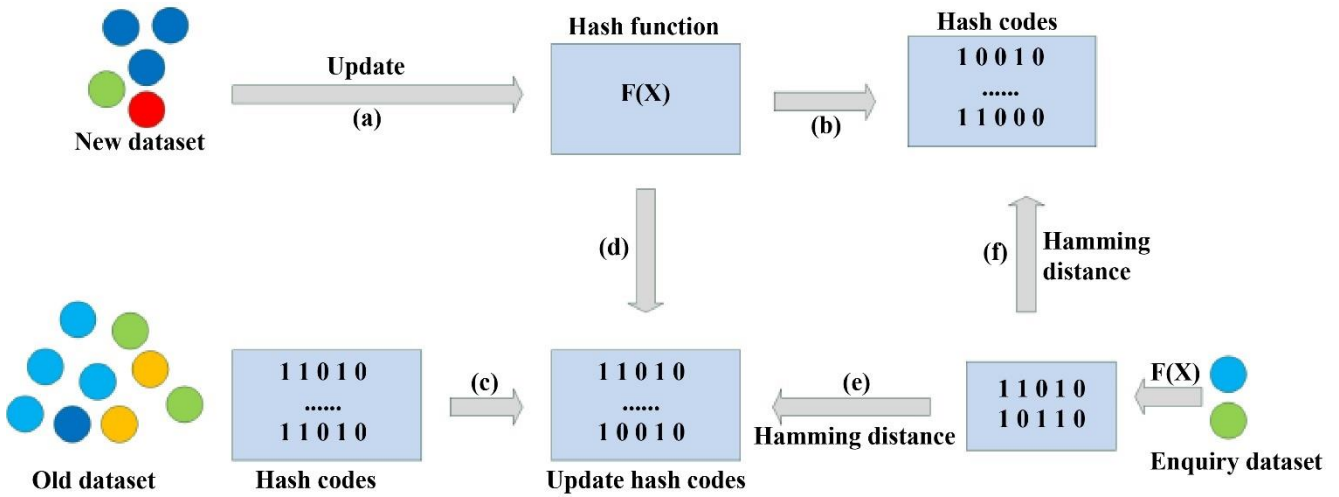 New dataset
Update
(a)
Hash function
F(X)
(b)
Hash codes
1 0 0 1 0
......
1 1 0 0 0
(d)
(f)
Hamming
distance
Old dataset
1 1 0 1 0
......
1 1 0 1 0
Hash codes
(c)
1 1 0 1 0
......
1 0 0 1 0
Update hash codes
(e)
Hamming distance
1 1 0 1 0
1 0 1 1 0
F(X)
Enquiry dataset